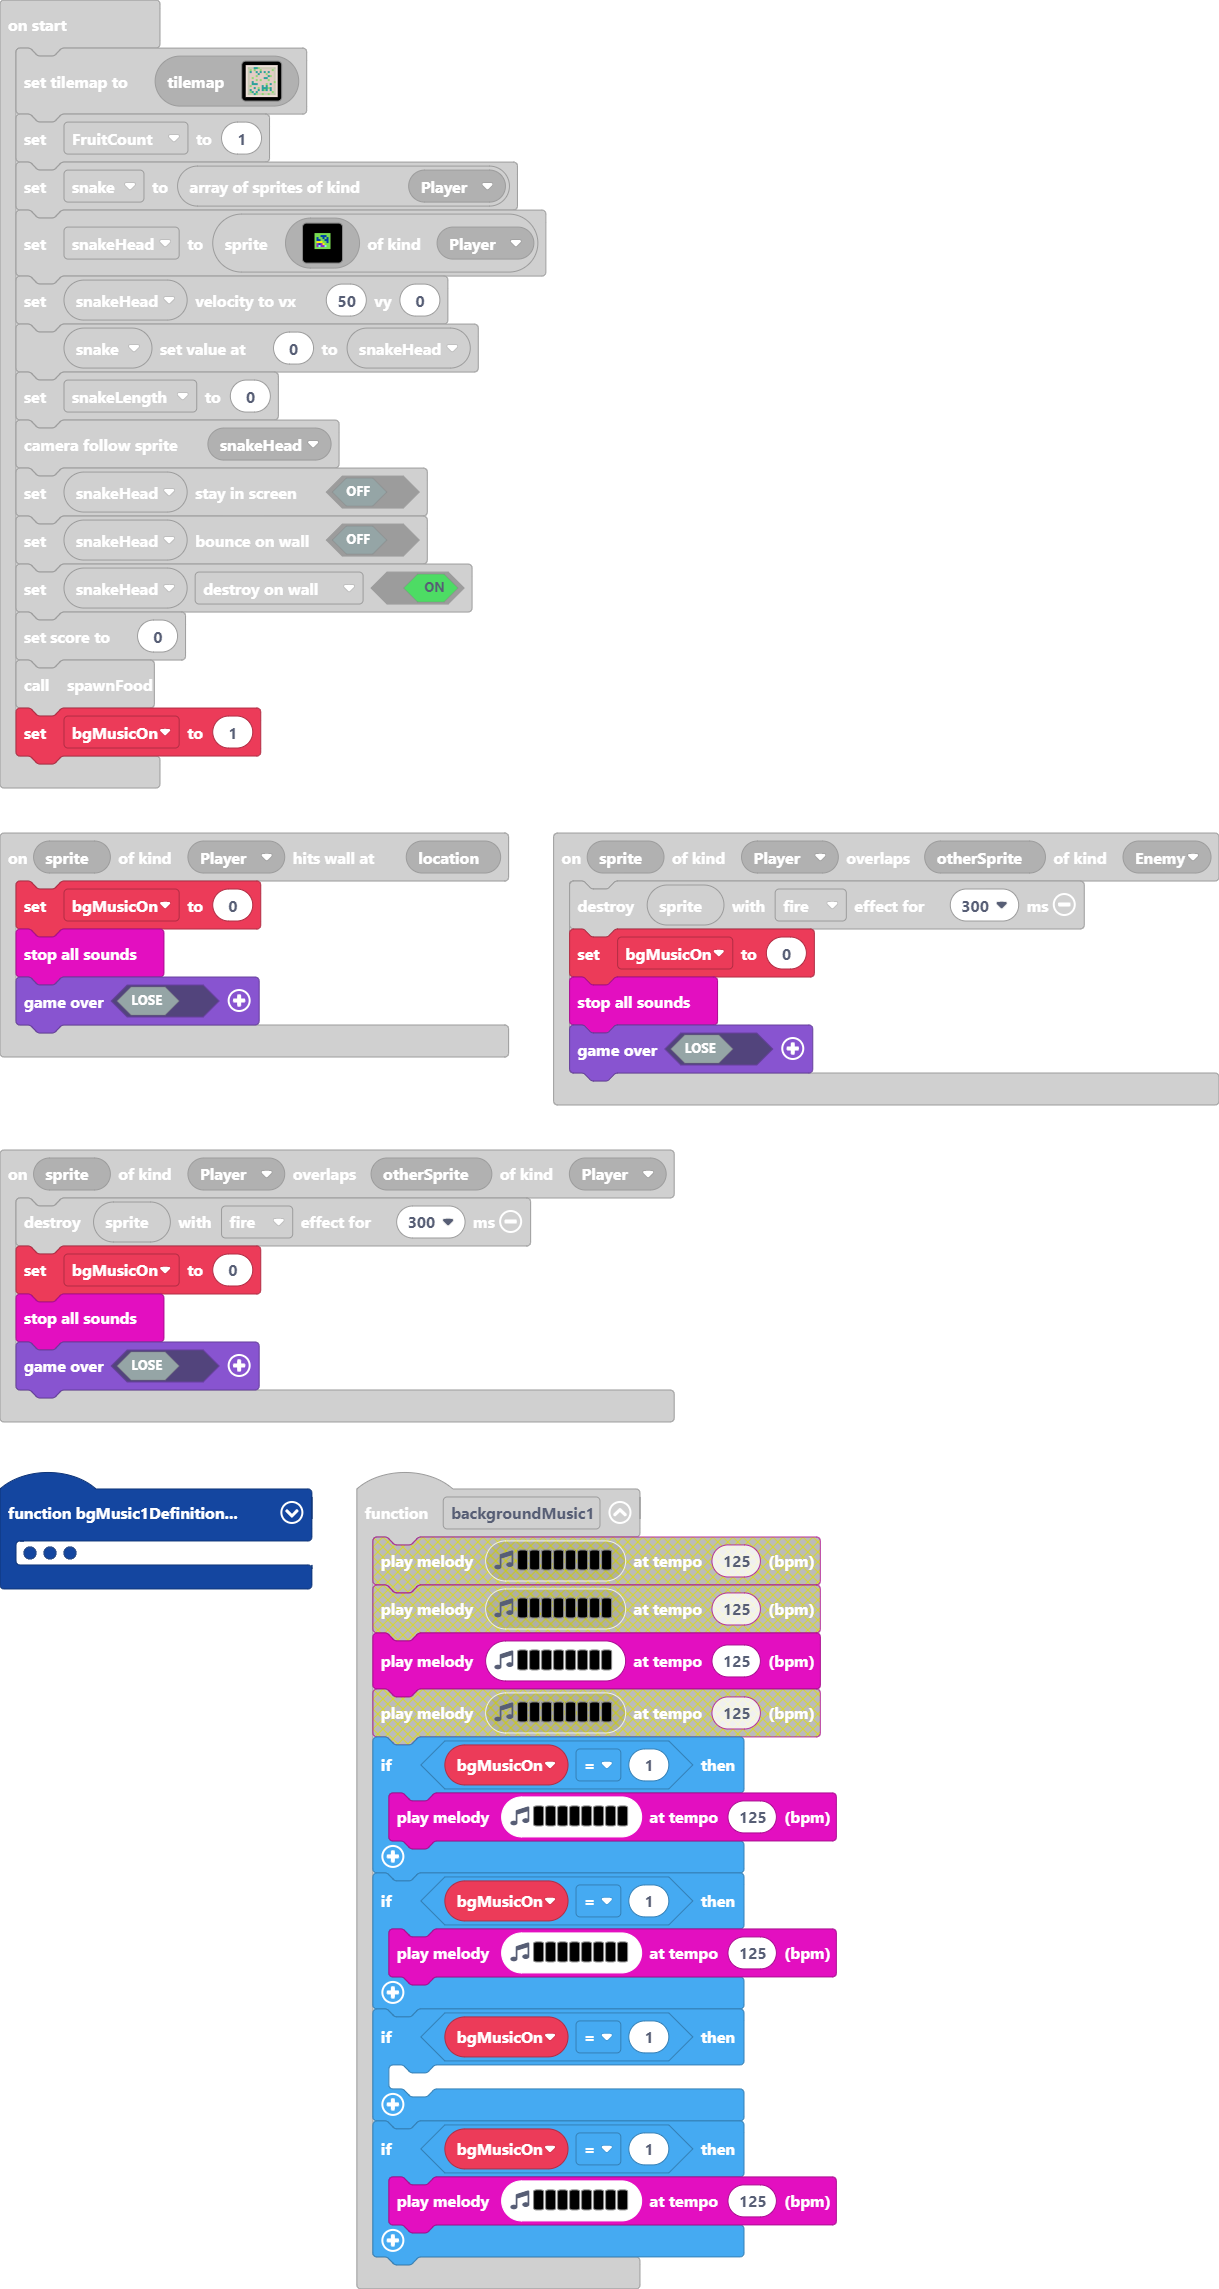 on start
set tilemap to tilemap
set FruitCount to 1
set snake to array of sprites of kind Player
set snakeHead to sprite of kind Player
set snakeHead velocity to vx 50 vy 0
snake set value at 0 to snakeHead
set snakeLength to 0
camera follow sprite snakeHead
set snakeHead stay in screen OFF
set snakeHead bounce on wall OFF
set snakeHead destroy on wall ON
set score to 0
call spawnFood
set bgMusicOn to 1
on sprite of kind Player hits wall at location
set bgMusicOn to 0
stop all sounds
game over LOSE
on sprite of kind Player overlaps otherSprite of kind Enemy
destroy sprite with fire effect for 300 ms
set bgMusicOn to 0
stop all sounds
game over LOSE
on sprite of kind Player overlaps otherSprite of kind Player
destroy sprite with fire effect for 300 ms
set bgMusicOn to 0
stop all sounds
game over LOSE
function bgMusic1Definition...
function backgroundMusic1
play melody at tempo 125 (bpm)
play melody at tempo 125 (bpm)
play melody at tempo 125 (bpm)
play melody at tempo 125 (bpm)
if bgMusicOn = 1 then
play melody at tempo 125 (bpm)
if bgMusicOn = 1 then
play melody at tempo 125 (bpm)
if bgMusicOn = 1 then
if bgMusicOn = 1 then
play melody at tempo 125 (bpm)